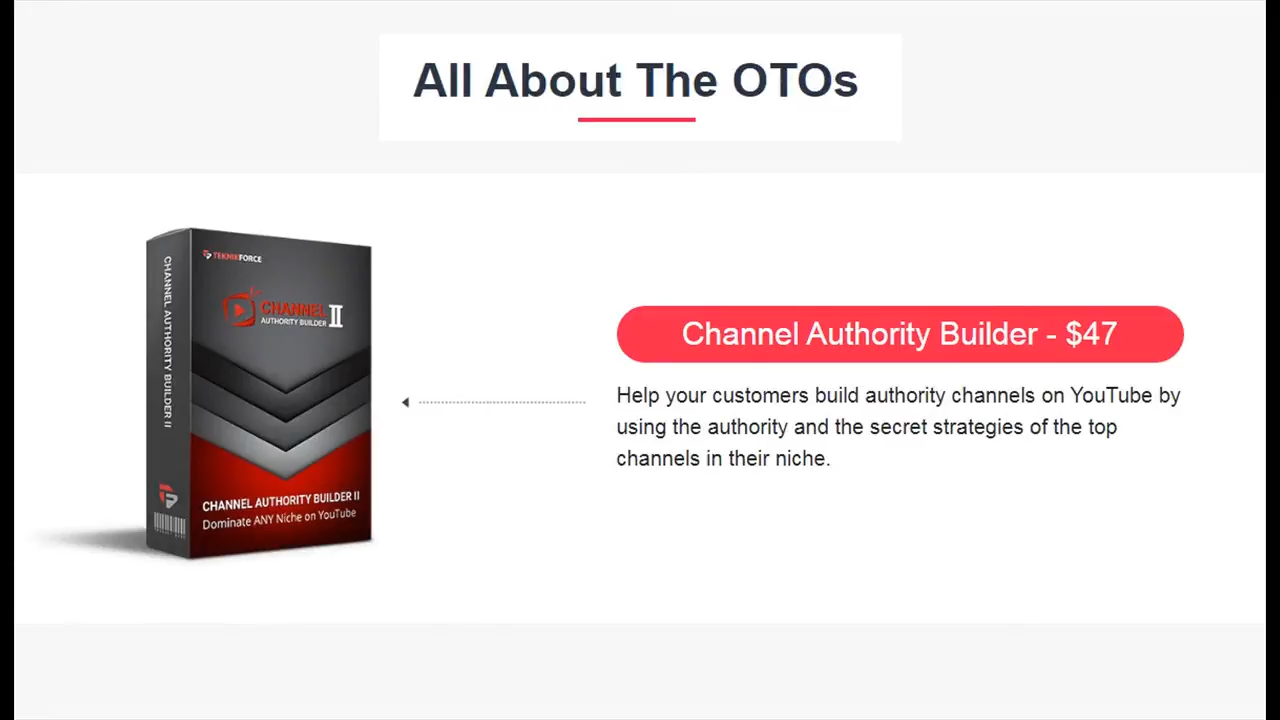 All About The OTOs
TEKNIKFORCE
CHANNEL II
AUTHORITY BUILDER
CHANNEL AUTHORITY BUILDER II
CHANNEL AUTHORITY BUILDER II
Dominate ANY Niche on YouTube
Channel Authority Builder - $47
Help your customers build authority channels on YouTube by
using the authority and the secret strategies of the top
channels in their niche.